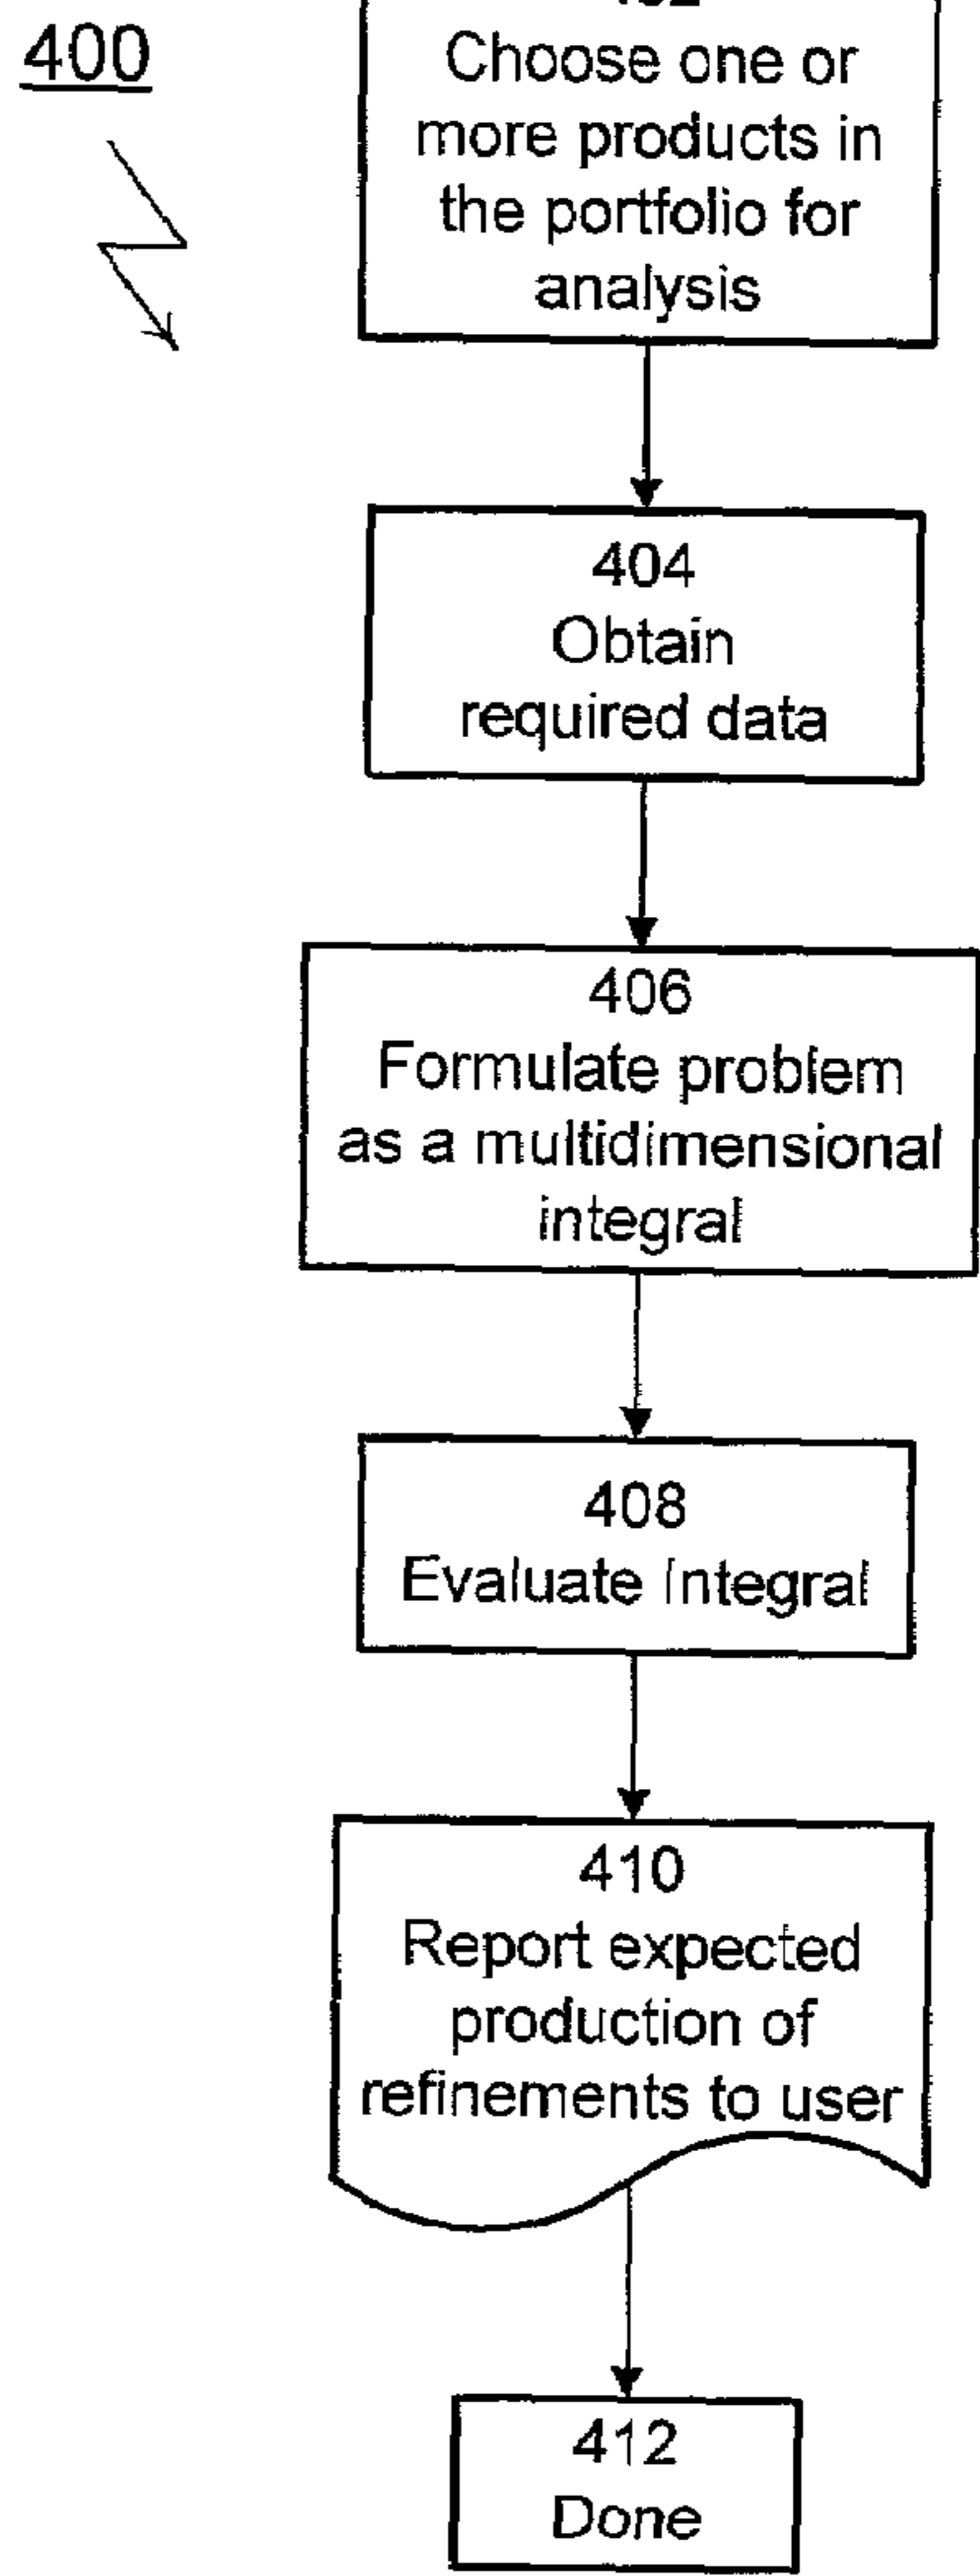 400
Choose one or
more products in
the portfolio for
analysis
404
Obtain
required data
406
Formulate problem
as a multidimensional
integral
408
Evaluate Integral
410
Report expected
production of
refinements to user
412
Done